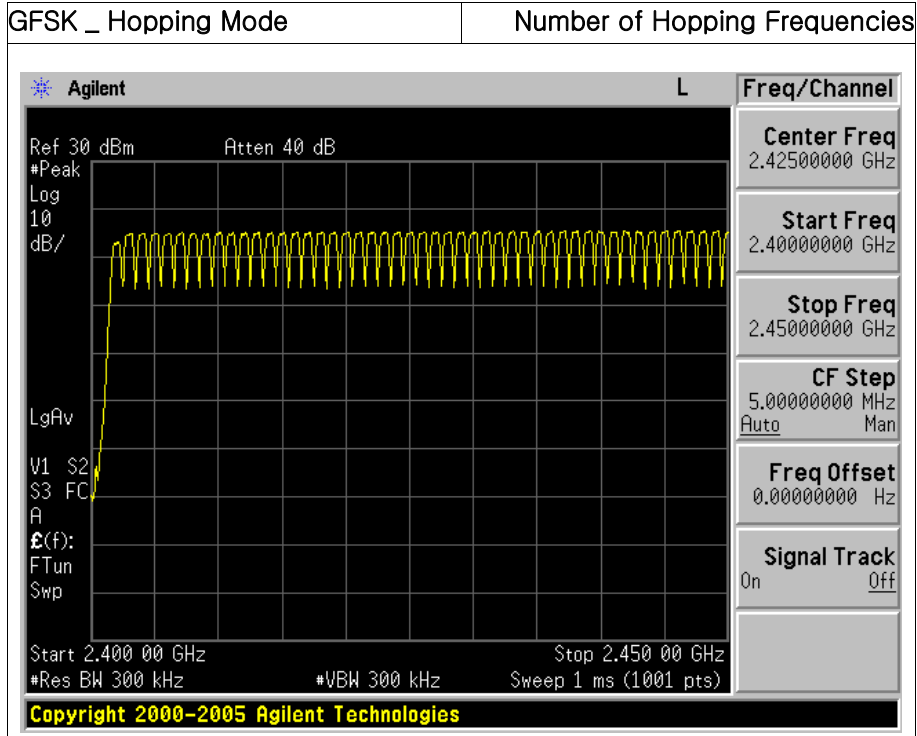 GFSK _ Hopping Mode
Number of Hopping Frequencies
Agilent
L
Freq/Channel
Ref 30 dBm
Atten 40 dB
#Peak
Log
10
dB/
LgAv
V1 S2
S3 FC
A
£(f):
FTun
Swp
Start 2.400 00 GHz
Stop 2.450 00 GHz
#Res BW 300 kHz
#VBW 300 kHz
Sweep 1 ms (1001 pts)
Center Freq
2.42500000 GHz
Start Freq
2.40000000 GHz
Stop Freq
2.45000000 GHz
CF Step
5.00000000 MHz
Auto Man
Freq Offset
0.00000000 Hz
Signal Track
On Off
Copyright 2000-2005 Agilent Technologies